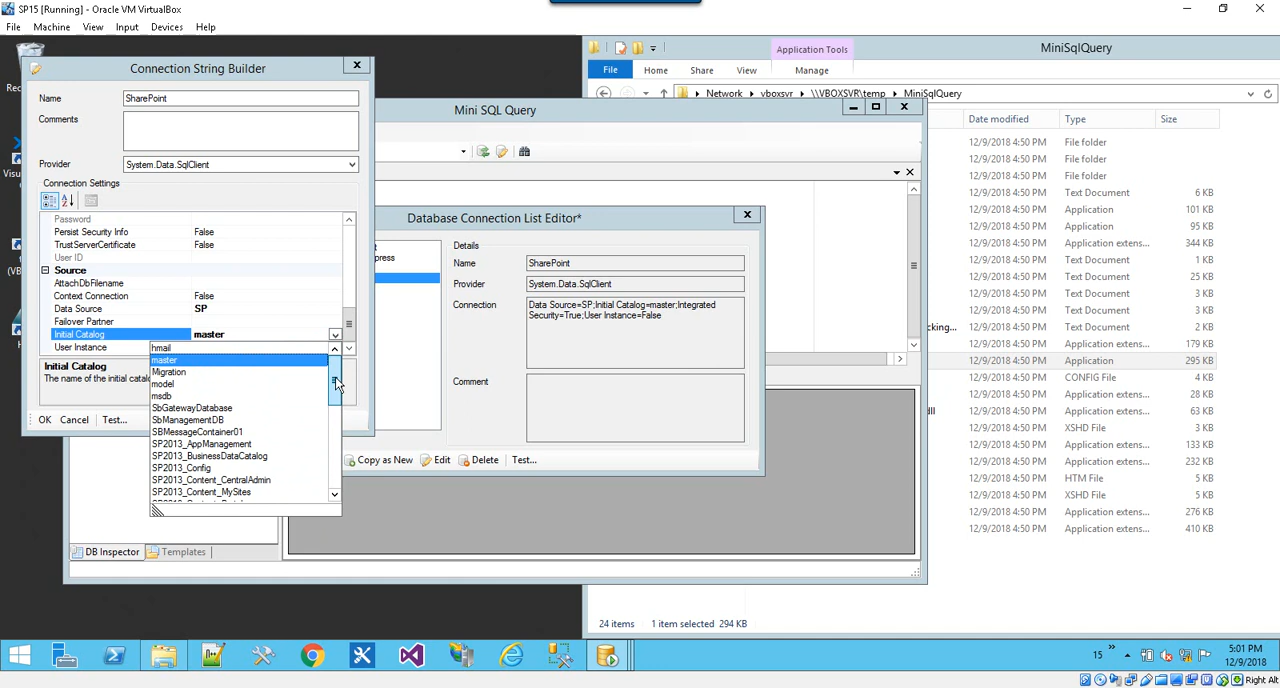 SP15 [Running] - Oracle VM VirtualBox
File Machine View Input Devices Help
Connection String Builder
Name SharePoint
Comments
Provider System.Data.SqlClient
Connection Settings
Password
Persist Security Info False
TrustServerCertificate False
User ID
Source
AttachDbFilename
Context Connection False
Data Source SP
Failover Partner
Initial Catalog master
User Instance
hmail
master
Migration
model
msdb
SbGatewayDatabase
SbManagementDB
SBMessageContainer01
SP2013_AppManagement
SP2013_BusinessDataCatalog
SP2013_Config
SP2013_Content_CentralAdmin
SP2013_Content_MySites
Initial Catalog
The name of the initial catalo
OK Cancel Test...
Mini SQL Query
Database Connection List Editor*
press
Details
Name SharePoint
Provider System.Data.SqlClient
Connection Data Source=SP;Initial Catalog=master;Integrated
Security=True;User Instance=False
Comment
Copy as New Edit Delete Test...
DB Inspector Templates
Application Tools MiniSqlQuery
File Home Share View Manage
Network vboxsvr \\VBOXSVR\temp MiniSqlQuery
Date modified Type Size
12/9/2018 4:50 PM File folder
12/9/2018 4:50 PM File folder
12/9/2018 4:50 PM File folder
12/9/2018 4:50 PM Text Document 6 KB
12/9/2018 4:50 PM Application 101 KB
12/9/2018 4:50 PM Application 95 KB
12/9/2018 4:50 PM Application extens... 344 KB
12/9/2018 4:50 PM Text Document 1 KB
12/9/2018 4:50 PM Text Document 25 KB
12/9/2018 4:50 PM Text Document 23 KB
12/9/2018 4:50 PM Text Document 10 KB
cking... 12/9/2018 4:50 PM Application extens... 33 KB
12/9/2018 4:50 PM Application extens... 179 KB
12/9/2018 4:50 PM Application 295 KB
12/9/2018 4:50 PM CONFIG File 4 KB
12/9/2018 4:50 PM Application extens... 28 KB
dll 12/9/2018 4:50 PM Application extens... 63 KB
12/9/2018 4:50 PM XSHD File 3 KB
12/9/2018 4:50 PM Application extens... 133 KB
12/9/2018 4:50 PM Application extens... 232 KB
12/9/2018 4:50 PM HTM File 5 KB
12/9/2018 4:50 PM XSHD File 5 KB
12/9/2018 4:50 PM Application extens... 276 KB
12/9/2018 4:50 PM Application extens... 410 KB
24 items 1 item selected 294 KB
15
5:01 PM
12/9/2018
Right Alt